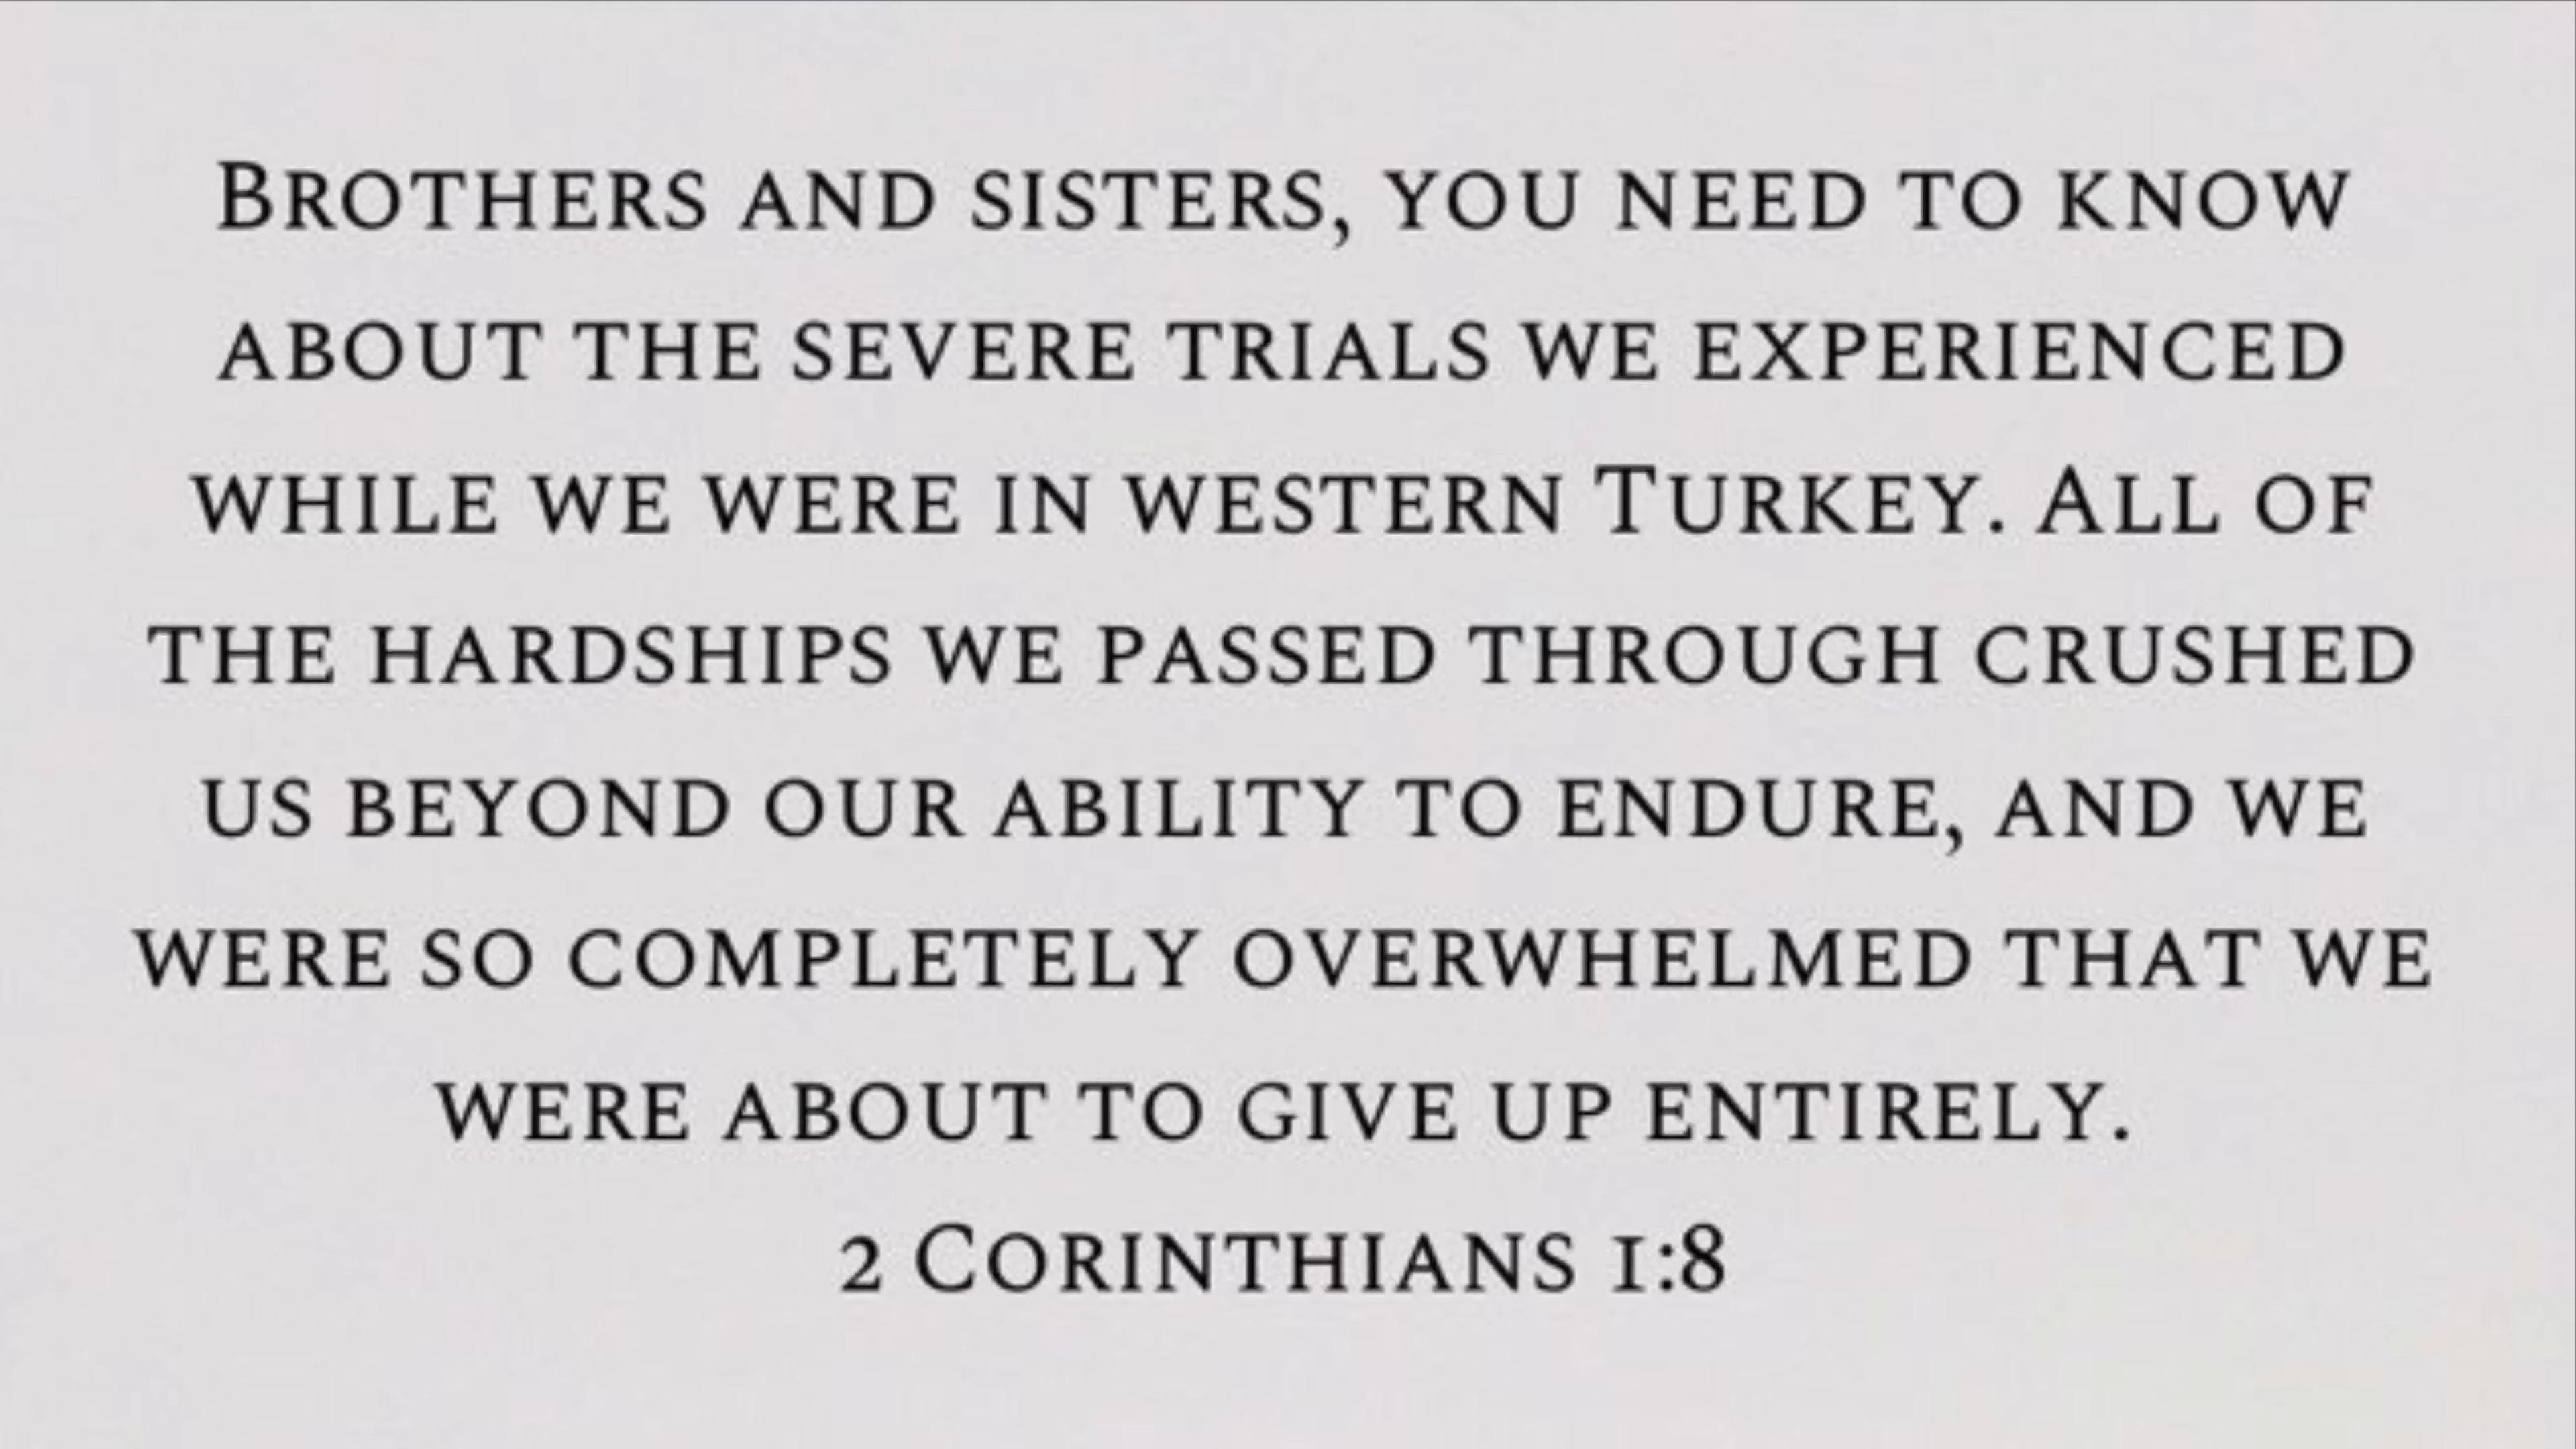 Brothers and sisters, you need to know
about the severe trials we experienced
while we were in western Turkey. All of
the hardships we passed through crushed
us beyond our ability to endure, and we
were so completely overwhelmed that we
were about to give up entirely.
2 Corinthians 1:8